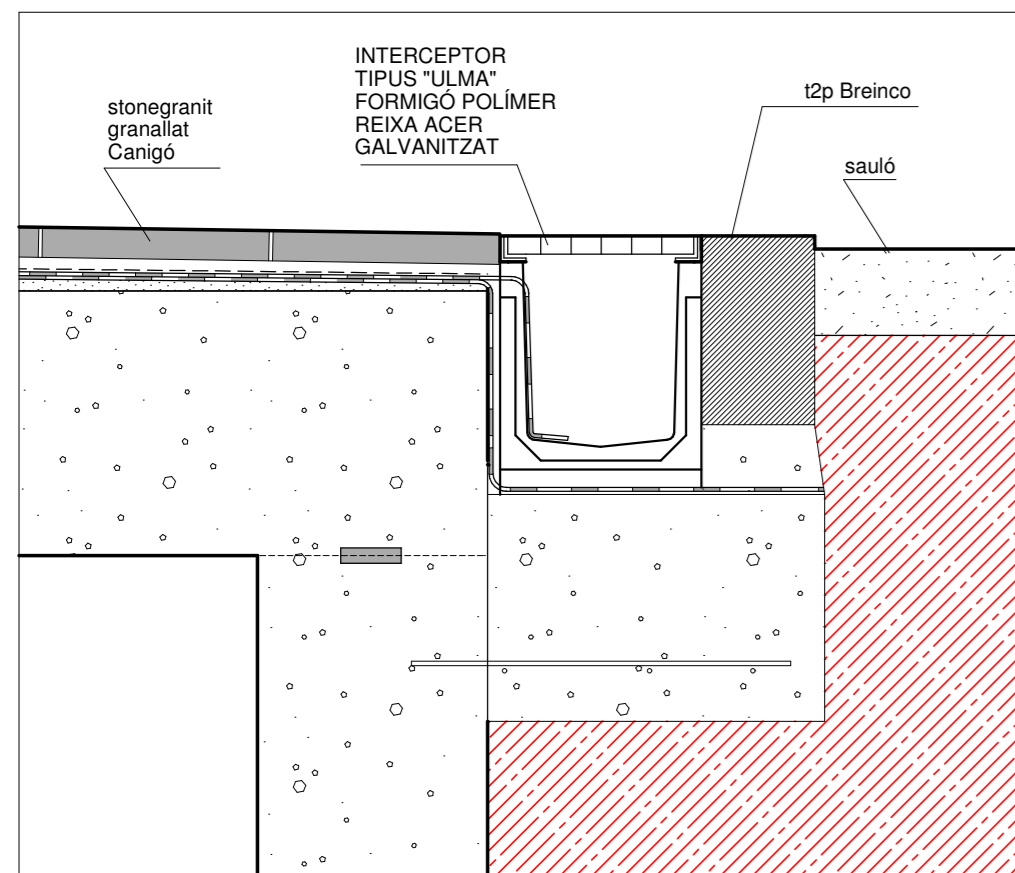 stonegranit
granallat
Canigó
INTERCEPTOR
TIPUS "ULMA"
FORMIGÓ POLÍMER
REIXA ACER
GALVANITZAT
t2p Breinco
sauló